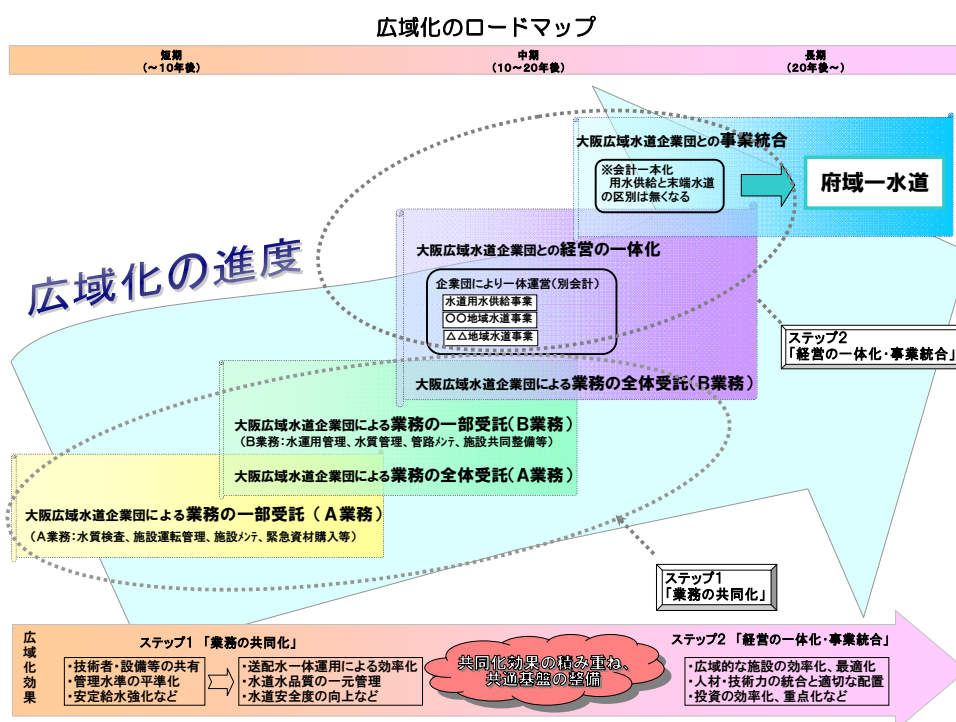 広域化のロードマップ
短期
（～10年後）
中期
（10～20年後）
長期
（20年後～）
大阪広域水道企業団との事業統合
※会計一本化
用水供給と末端水道
の区別は無くなる
府域一水道
広域化の進度
大阪広域水道企業団との経営の一体化
企業団により一体運営（別会計）
水道用水供給事業
〇〇地域水道事業
△△地域水道事業
大阪広域水道企業団による業務の全体受託（B業務）
ステップ2
「経営の一体化・事業統合」
大阪広域水道企業団による業務の一部受託（B業務）
（B業務：水運用管理、水質管理、管路ﾒﾝﾃ、施設共同整備等）
大阪広域水道企業団による業務の全体受託（A業務）
大阪広域水道企業団による業務の一部受託（A業務）
（A業務：水質検査、施設運転管理、施設ﾒﾝﾃ、緊急資材購入等）
ステップ1
「業務の共同化」
広域化効果
ステップ1 「業務の共同化」
・技術者・設備等の共有
・管理水準の平準化
・安定給水強化など
・送配水一体運用による効率化
・水道水品質の一元管理
・水道安全度の向上など
共同化効果の積み重ね、
共通基盤の整備
ステップ2 「経営の一体化・事業統合」
・広域的な施設の効率化、最適化
・人材・技術力の統合と適切な配置
・投資の効率化、重点化など